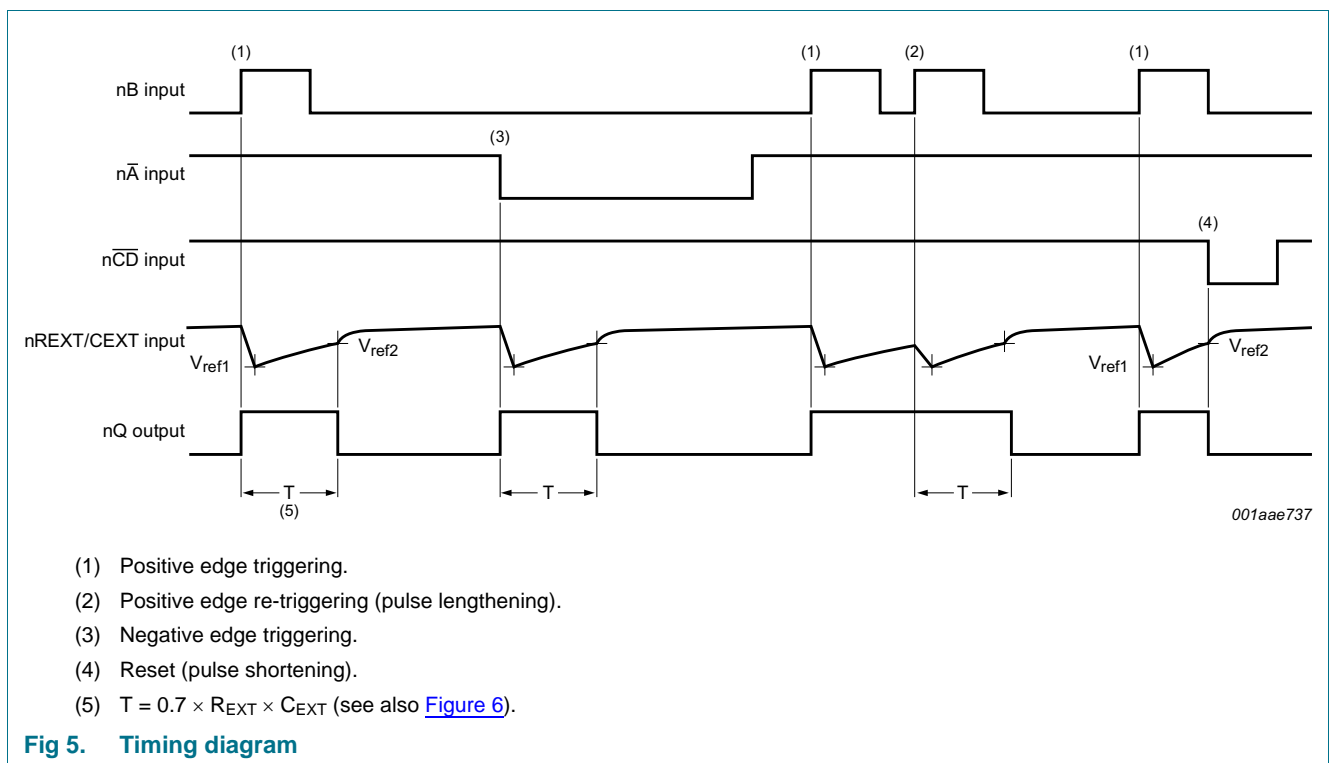 (1) (1) (2) (1)
nB input
(3)
nA̅ input
(4)
nC̅D̅ input
nREXT/CEXT input
Vref1 Vref2 Vref1 Vref2
nQ output
T T T
(5)
001aae737
(1) Positive edge triggering.
(2) Positive edge re-triggering (pulse lengthening).
(3) Negative edge triggering.
(4) Reset (pulse shortening).
(5) T = 0.7 × REXT × CEXT (see also Figure 6).
Fig 5. Timing diagram